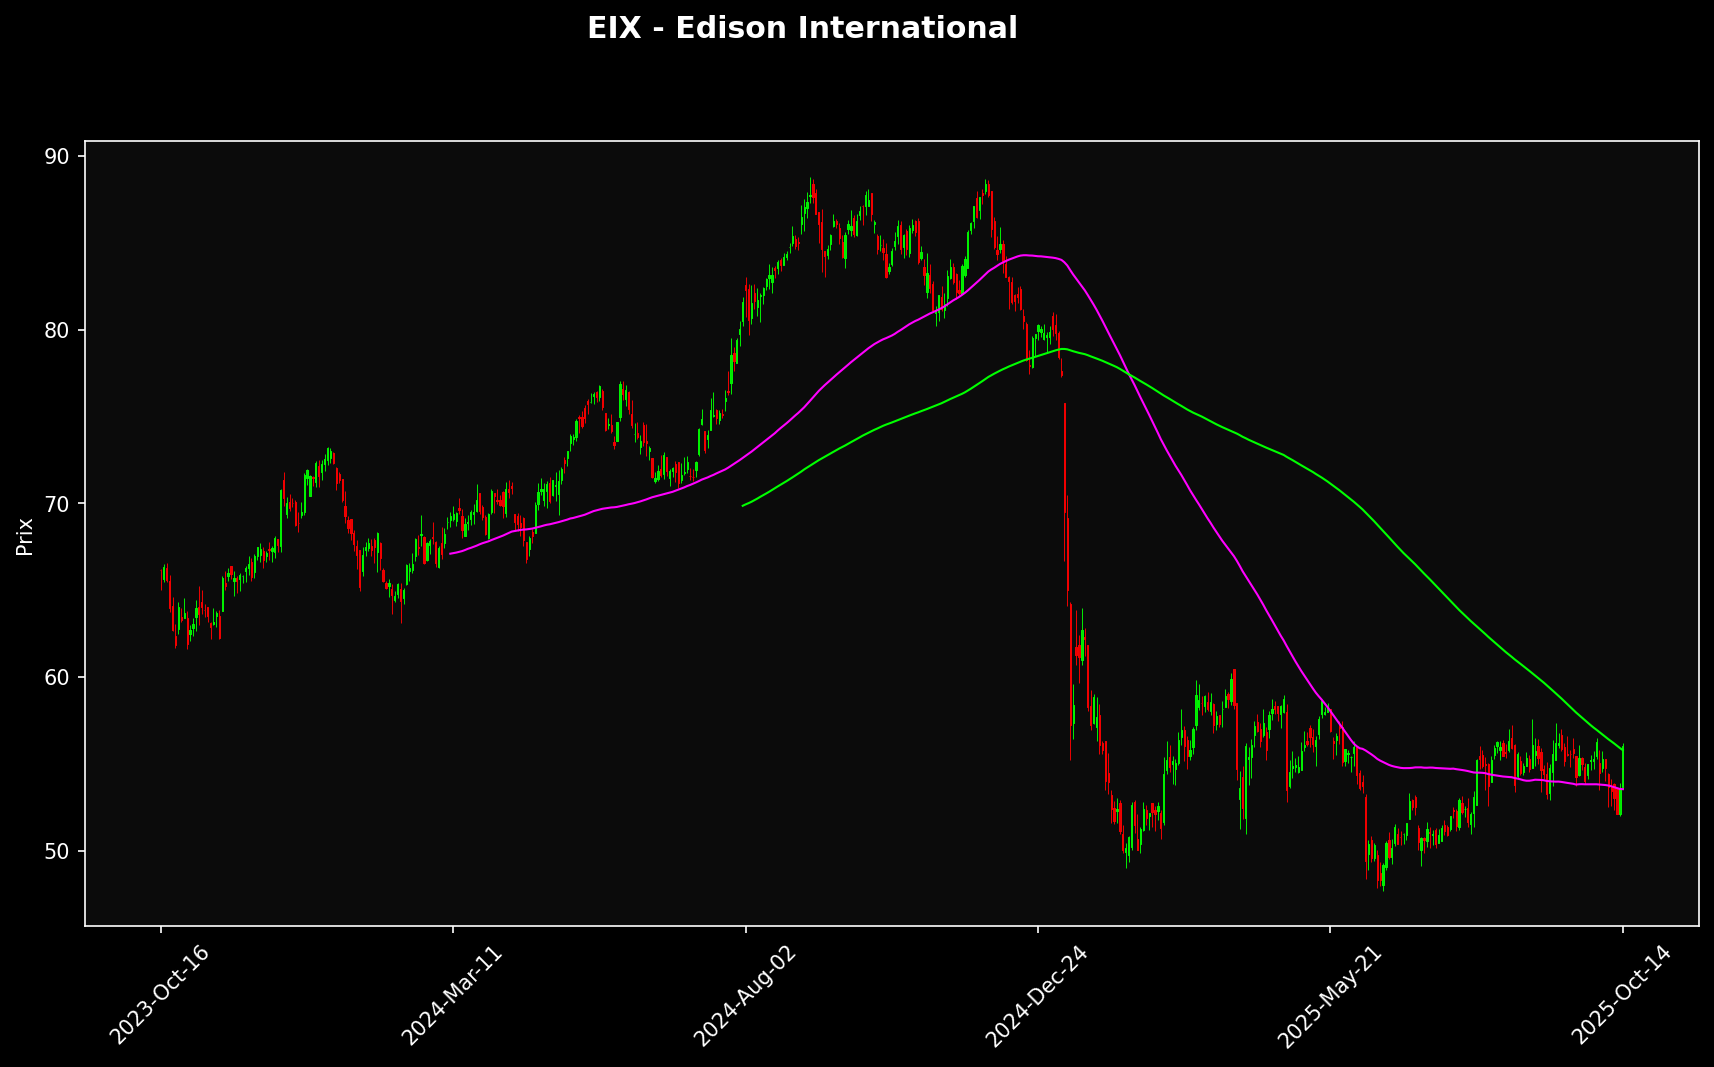 EIX - Edison International
Prix
90
80
70
60
50
2023-Oct-16
2024-Mar-11
2024-Aug-02
2024-Dec-24
2025-May-21
2025-Oct-14